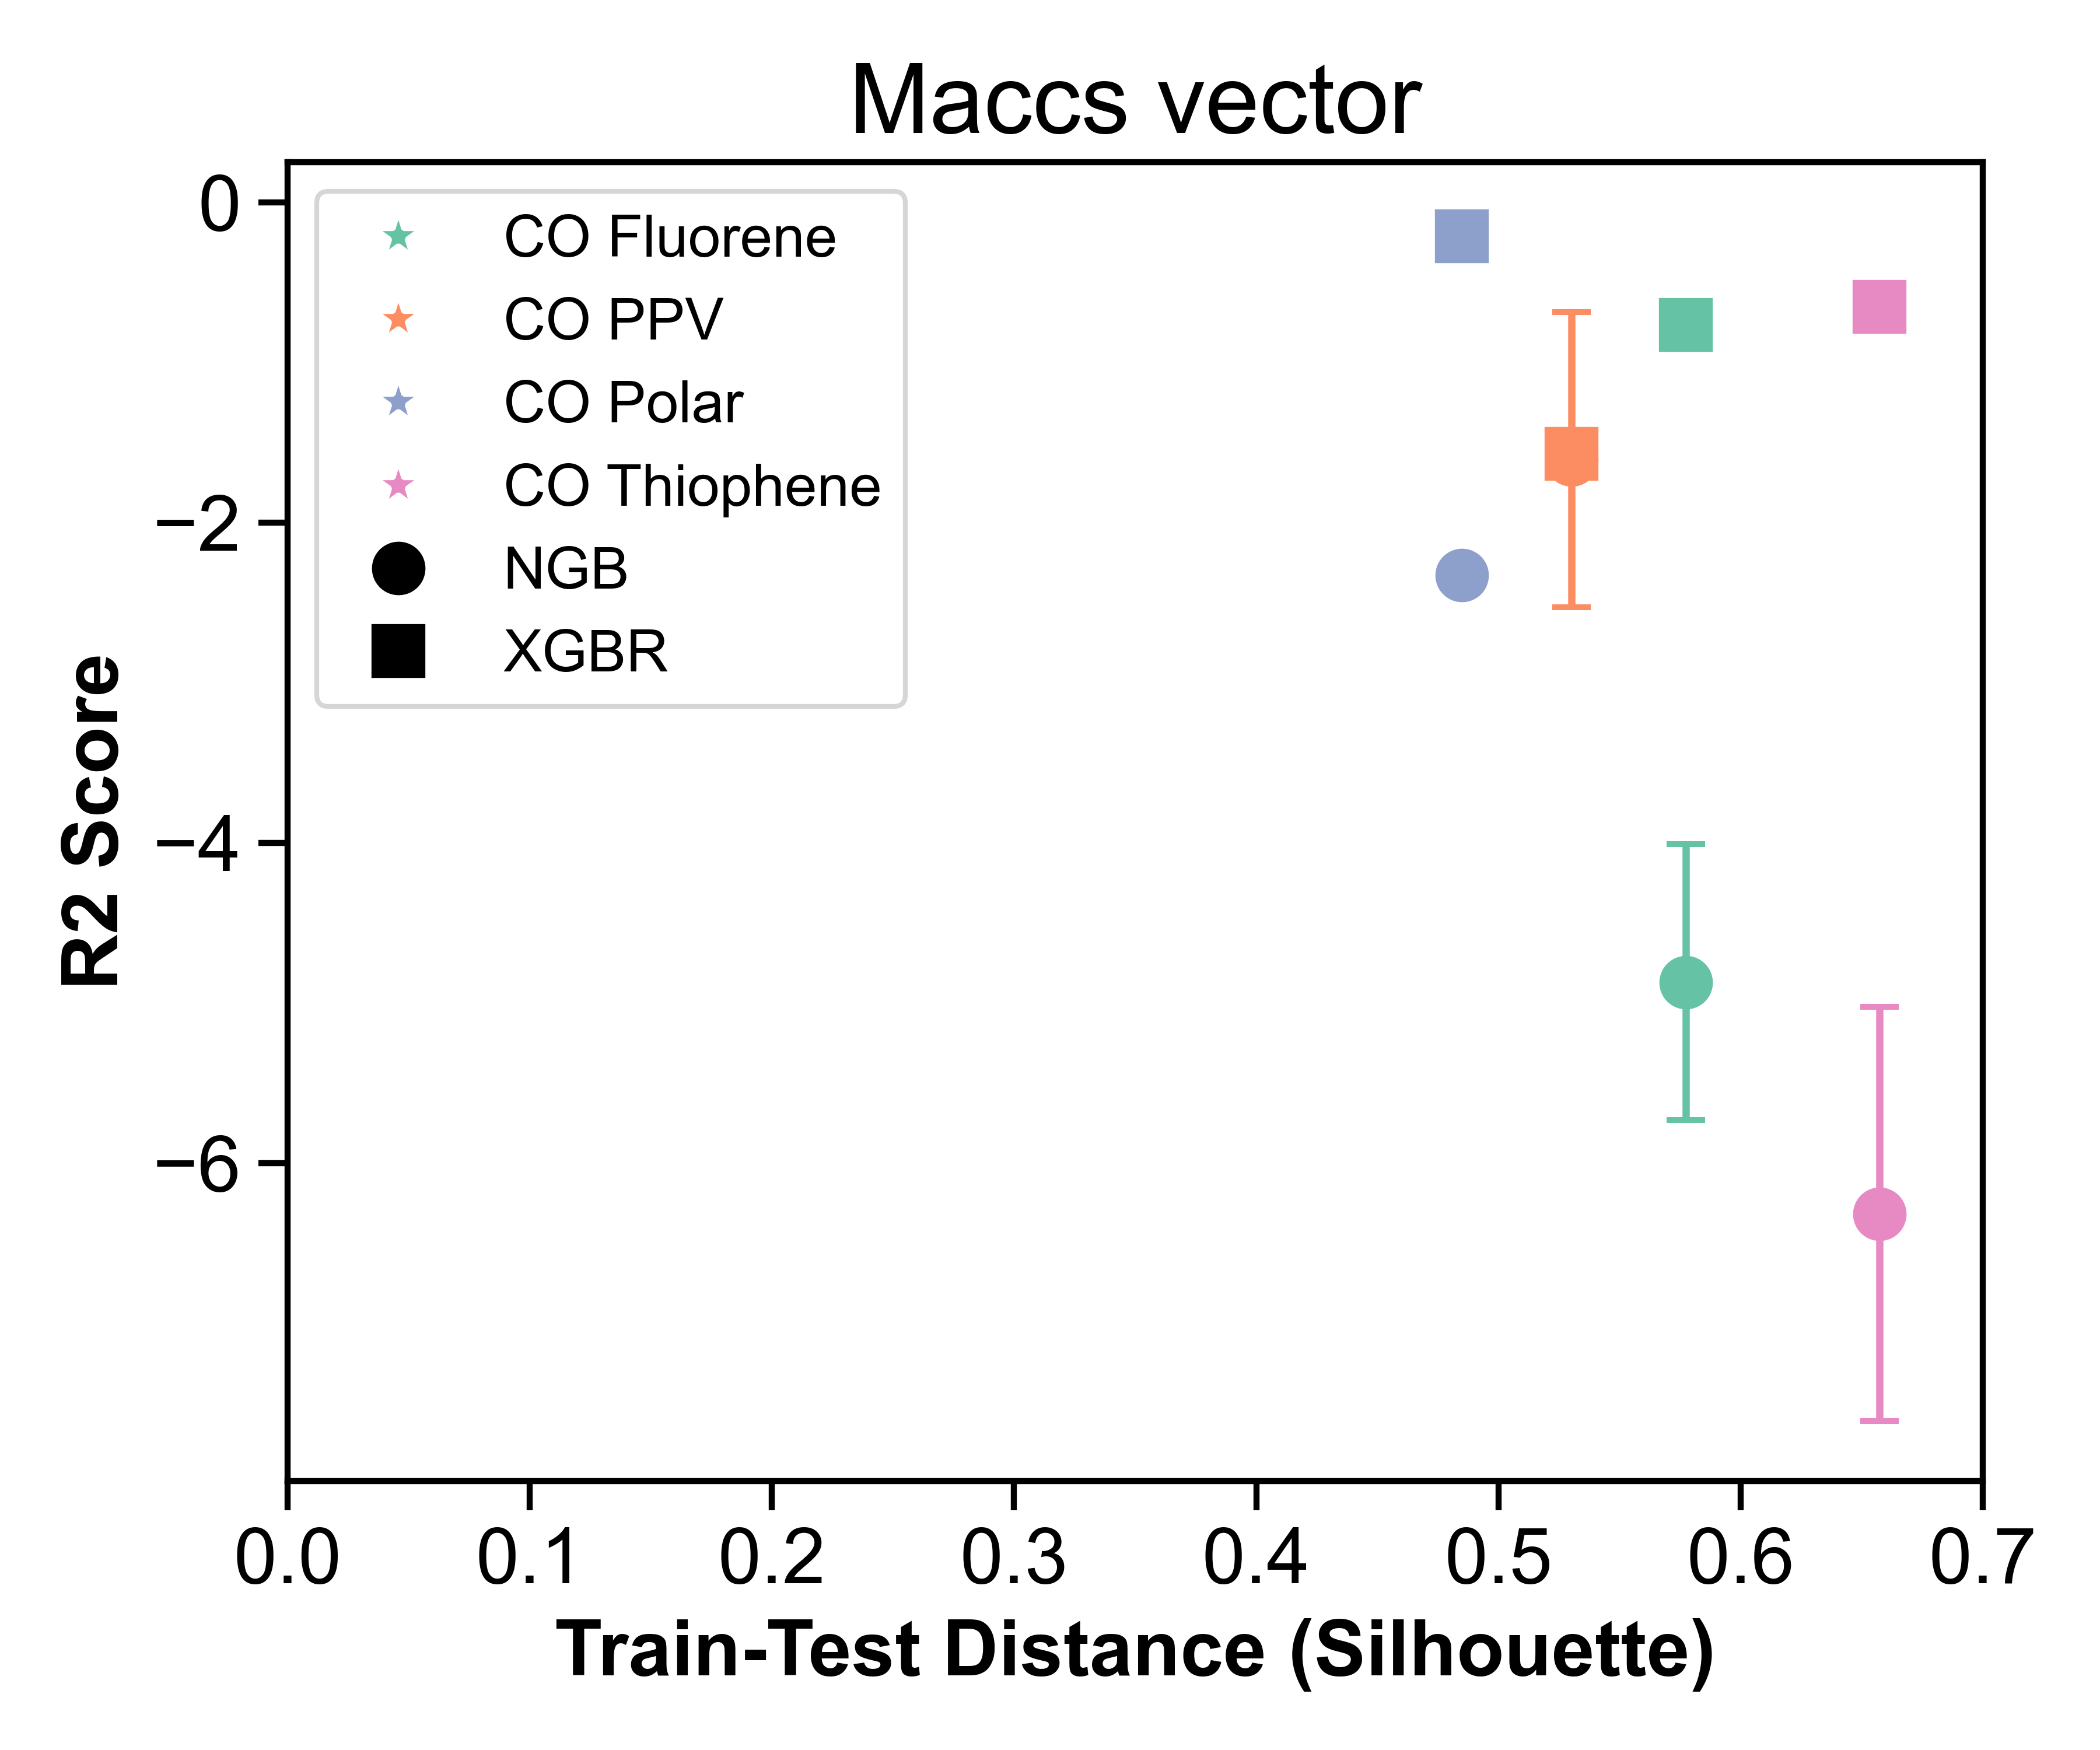 Maccs vector
0
−2
−4
−6
R2 Score
CO Fluorene
CO PPV
CO Polar
CO Thiophene
NGB
XGBR
0.0 0.1 0.2 0.3 0.4 0.5 0.6 0.7
Train-Test Distance (Silhouette)